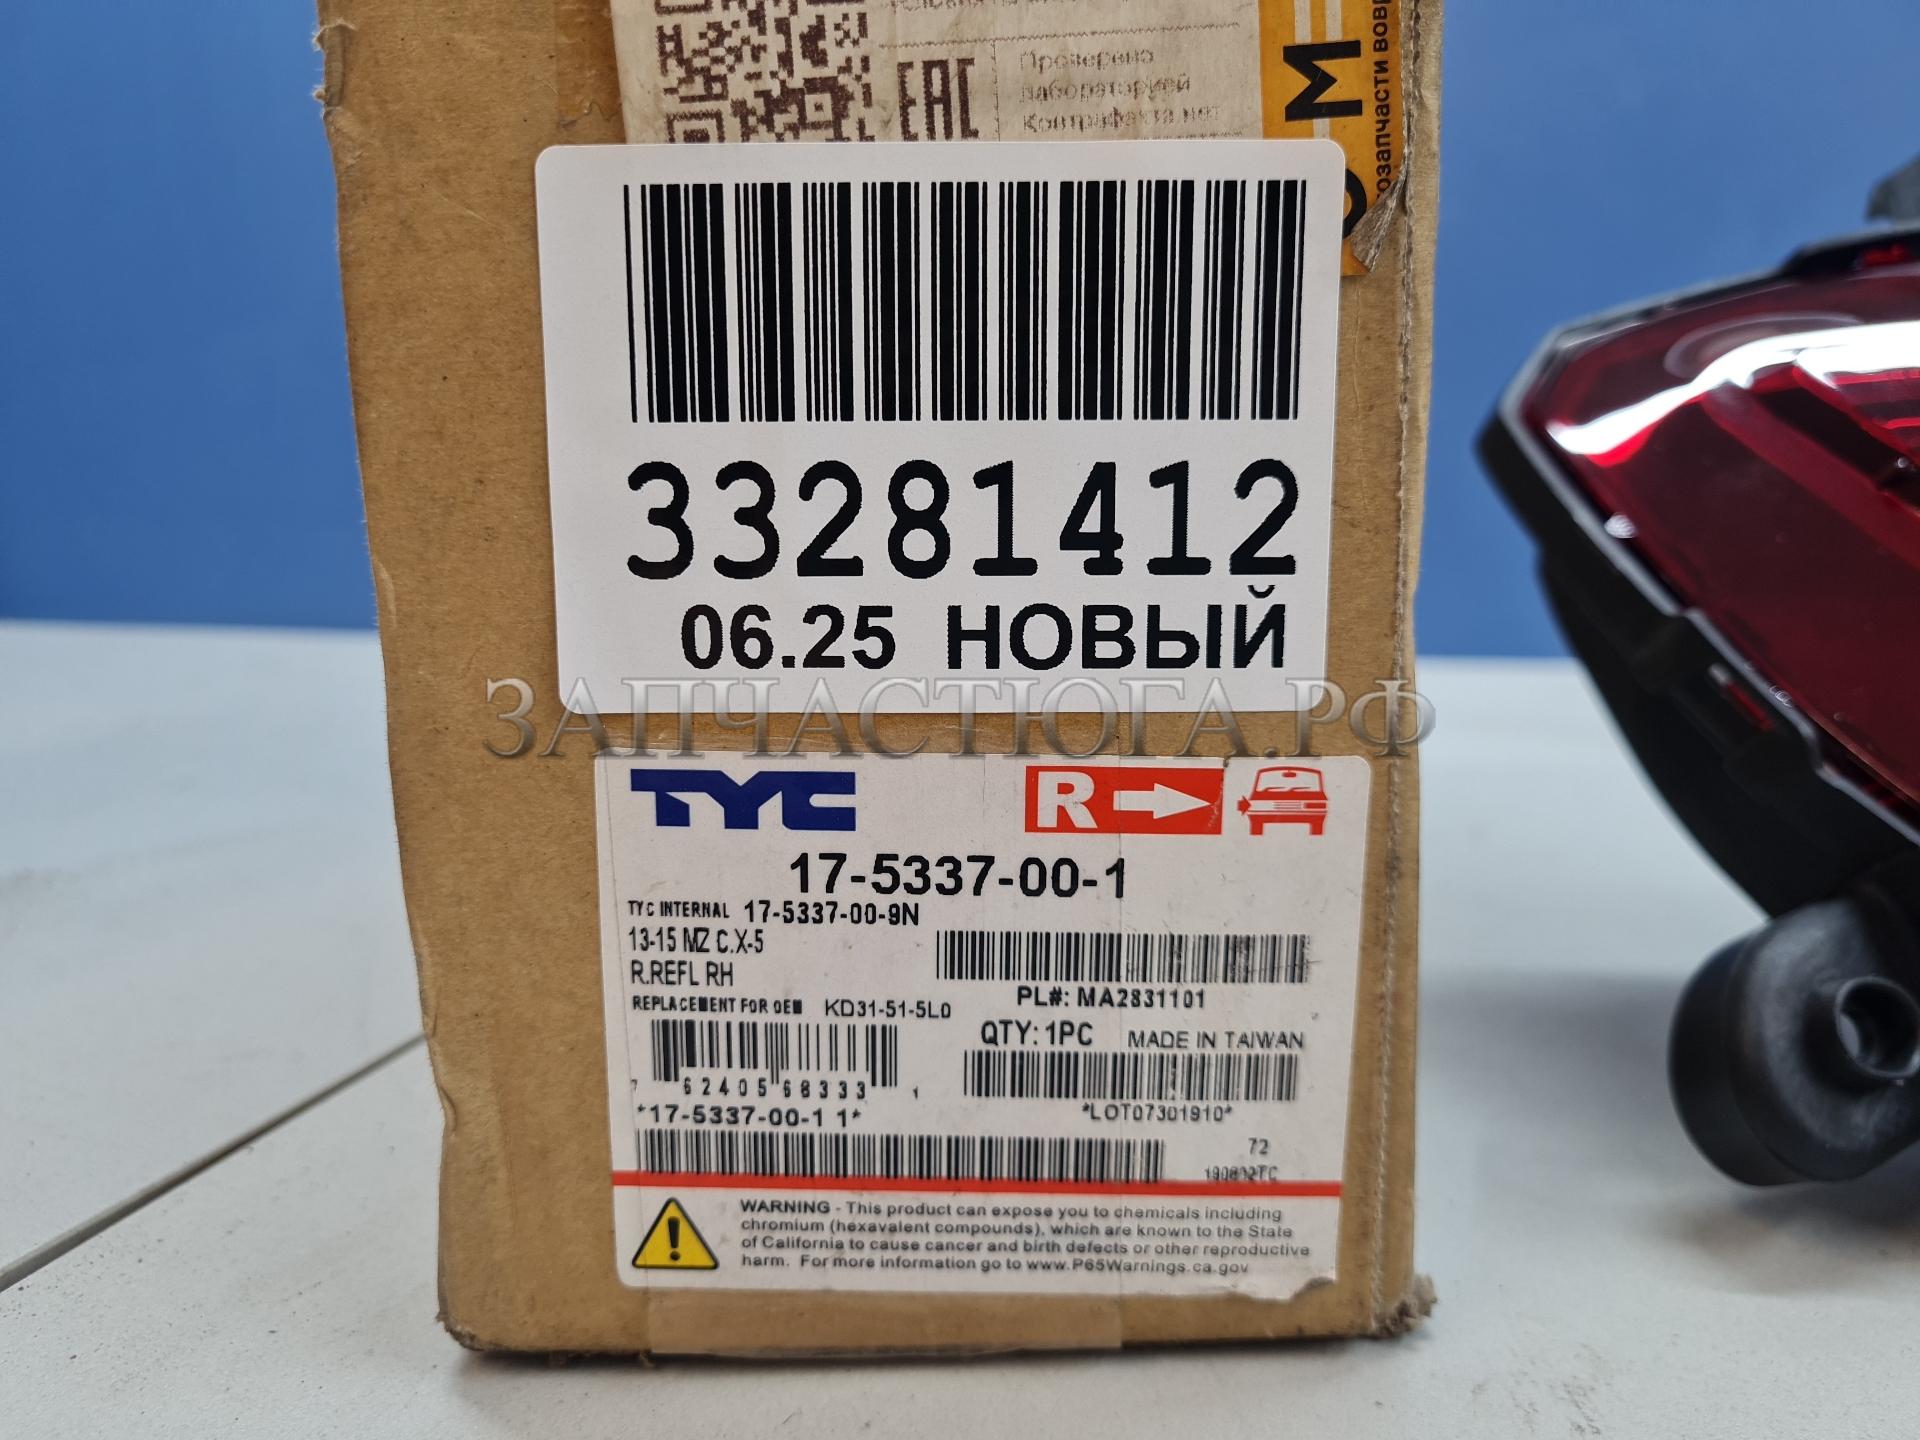 EAC
Проверено
лабораторией
Контрафакта нет
М
33281412
06.25 НОВЫЙ
ЗАПЧАСТЮГА.РФ
TYC
R
17-5337-00-1
TYC INTERNAL 17-5337-00-9N
13-15 MZ C.X-5
R.REFL RH
PL#: MA2831101
REPLACEMENT FOR OEM KD31-51-5L0
QTY: 1PC MADE IN TAIWAN
7 62405 68333 1
*17-5337-00-1 1*
*LOT07301910*
72
WARNING - This product can expose you to chemicals including
chromium (hexavalent compounds), which are known to the State
of California to cause cancer and birth defects or other reproductive
harm. For more information go to www.P65Warnings.ca.gov